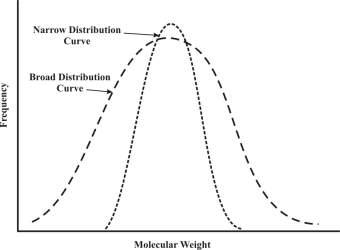 Narrow Distribution
Curve
Broad Distribution
Curve
Frequency
Molecular Weight